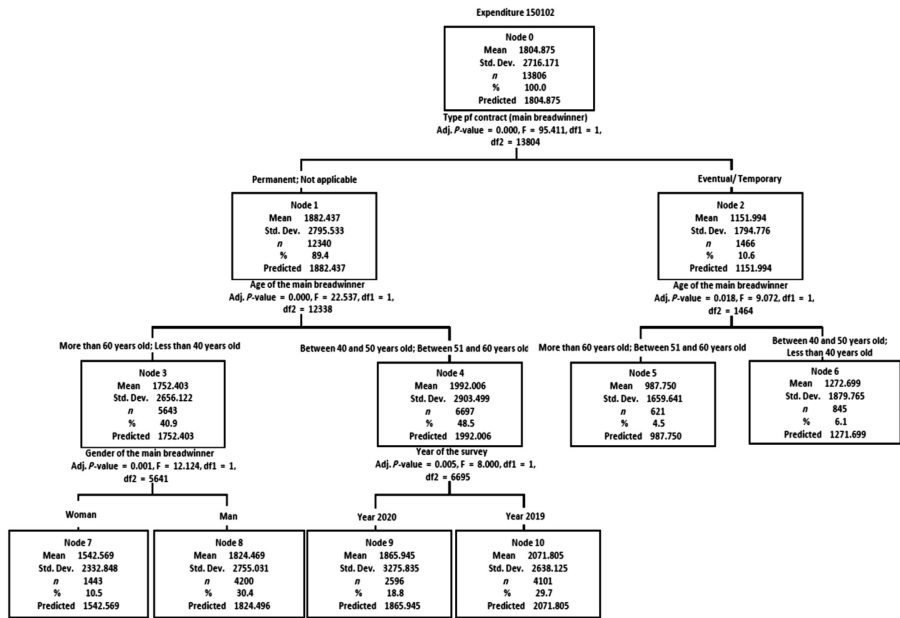 Expenditure 150102
Node 0
Mean 1804.875
Std. Dev. 2716.171
n 13806
% 100.0
Predicted 1804.875
Type pf contract (main breadwinner)
Adj. P-value = 0.000, F = 95.411, df1 = 1,
df2 = 13804
Permanent; Not applicable
Eventual/ Temporary
Node 1
Mean 1882.437
Std. Dev. 2795.533
n 12340
% 89.4
Predicted 1882.437
Age of the main breadwinner
Adj. P-value = 0.000, F = 22.537, df1 = 1,
df2 = 12338
Node 2
Mean 1151.994
Std. Dev. 1794.776
n 1466
% 10.6
Predicted 1151.994
Age of the main breadwinner
Adj. P-value = 0.018, F = 9.072, df1 = 1,
df2 = 1464
More than 60 years old; Less than 40 years old
Between 40 and 50 years old; Between 51 and 60 years old
More than 60 years old; Between 51 and 60 years old
Between 40 and 50 years old;
Less than 40 years old
Node 3
Mean 1752.403
Std. Dev. 2656.122
n 5643
% 40.9
Predicted 1752.403
Gender of the main breadwinner
Adj. P-value = 0.001, F = 12.124, df1 = 1,
df2 = 5641
Node 4
Mean 1992.006
Std. Dev. 2903.499
n 6697
% 48.5
Predicted 1992.006
Year of the survey
Adj. P-value = 0.005, F = 8.000, df1 = 1,
df2 = 6695
Node 5
Mean 987.750
Std. Dev. 1659.641
n 621
% 4.5
Predicted 987.750
Node 6
Mean 1272.699
Std. Dev. 1879.765
n 845
% 6.1
Predicted 1271.699
Woman
Man
Year 2020
Year 2019
Node 7
Mean 1542.569
Std. Dev. 2332.848
n 1443
% 10.5
Predicted 1542.569
Node 8
Mean 1824.469
Std. Dev. 2755.031
n 4200
% 30.4
Predicted 1824.496
Node 9
Mean 1865.945
Std. Dev. 3275.835
n 2596
% 18.8
Predicted 1865.945
Node 10
Mean 2071.805
Std. Dev. 2638.125
n 4101
% 29.7
Predicted 2071.805